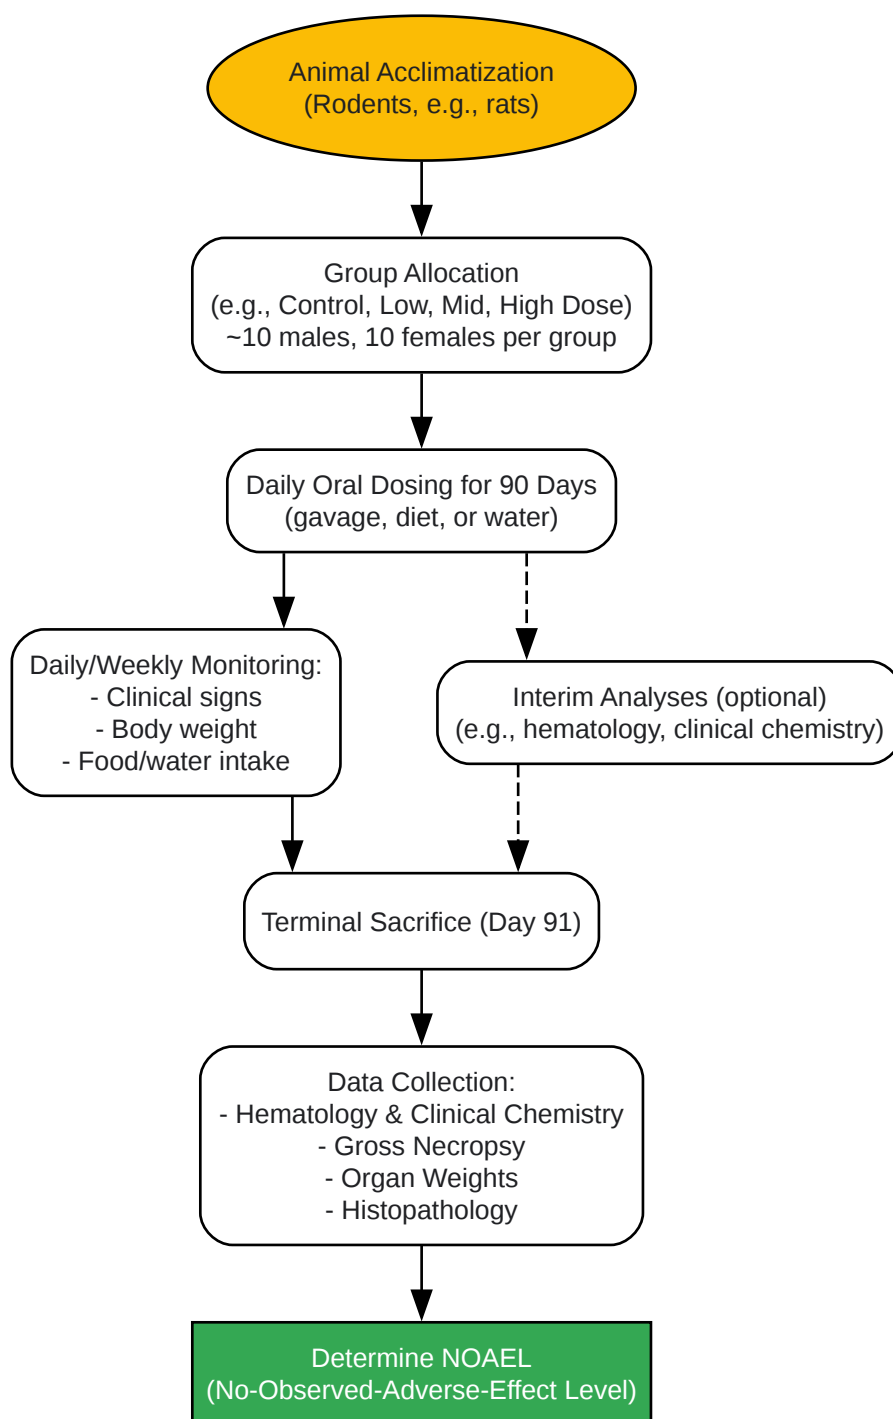 Animal Acclimatization
(Rodents, e.g., rats)
Group Allocation
(e.g., Control, Low, Mid, High Dose)
~10 males, 10 females per group
Daily Oral Dosing for 90 Days
(gavage, diet, or water)
Daily/Weekly Monitoring:
- Clinical signs
- Body weight
- Food/water intake
Interim Analyses (optional)
(e.g., hematology, clinical chemistry)
Terminal Sacrifice (Day 91)
Data Collection:
- Hematology & Clinical Chemistry
- Gross Necropsy
- Organ Weights
- Histopathology
Determine NOAEL
(No-Observed-Adverse-Effect Level)